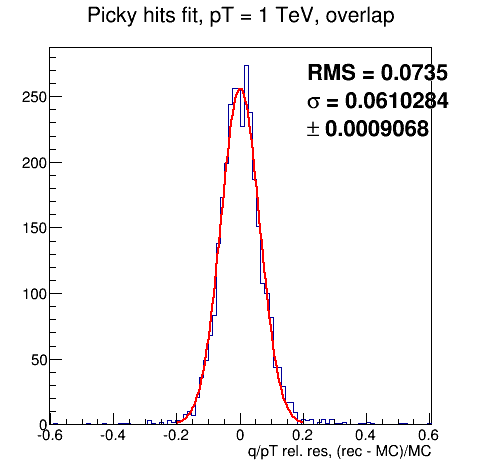 Picky hits fit, pT = 1 TeV, overlap
RMS = 0.0735
σ = 0.0610284
± 0.0009068
250
200
150
100
50
0
-0.6 -0.4 -0.2 0 0.2 0.4 0.6
q/pT rel. res, (rec - MC)/MC